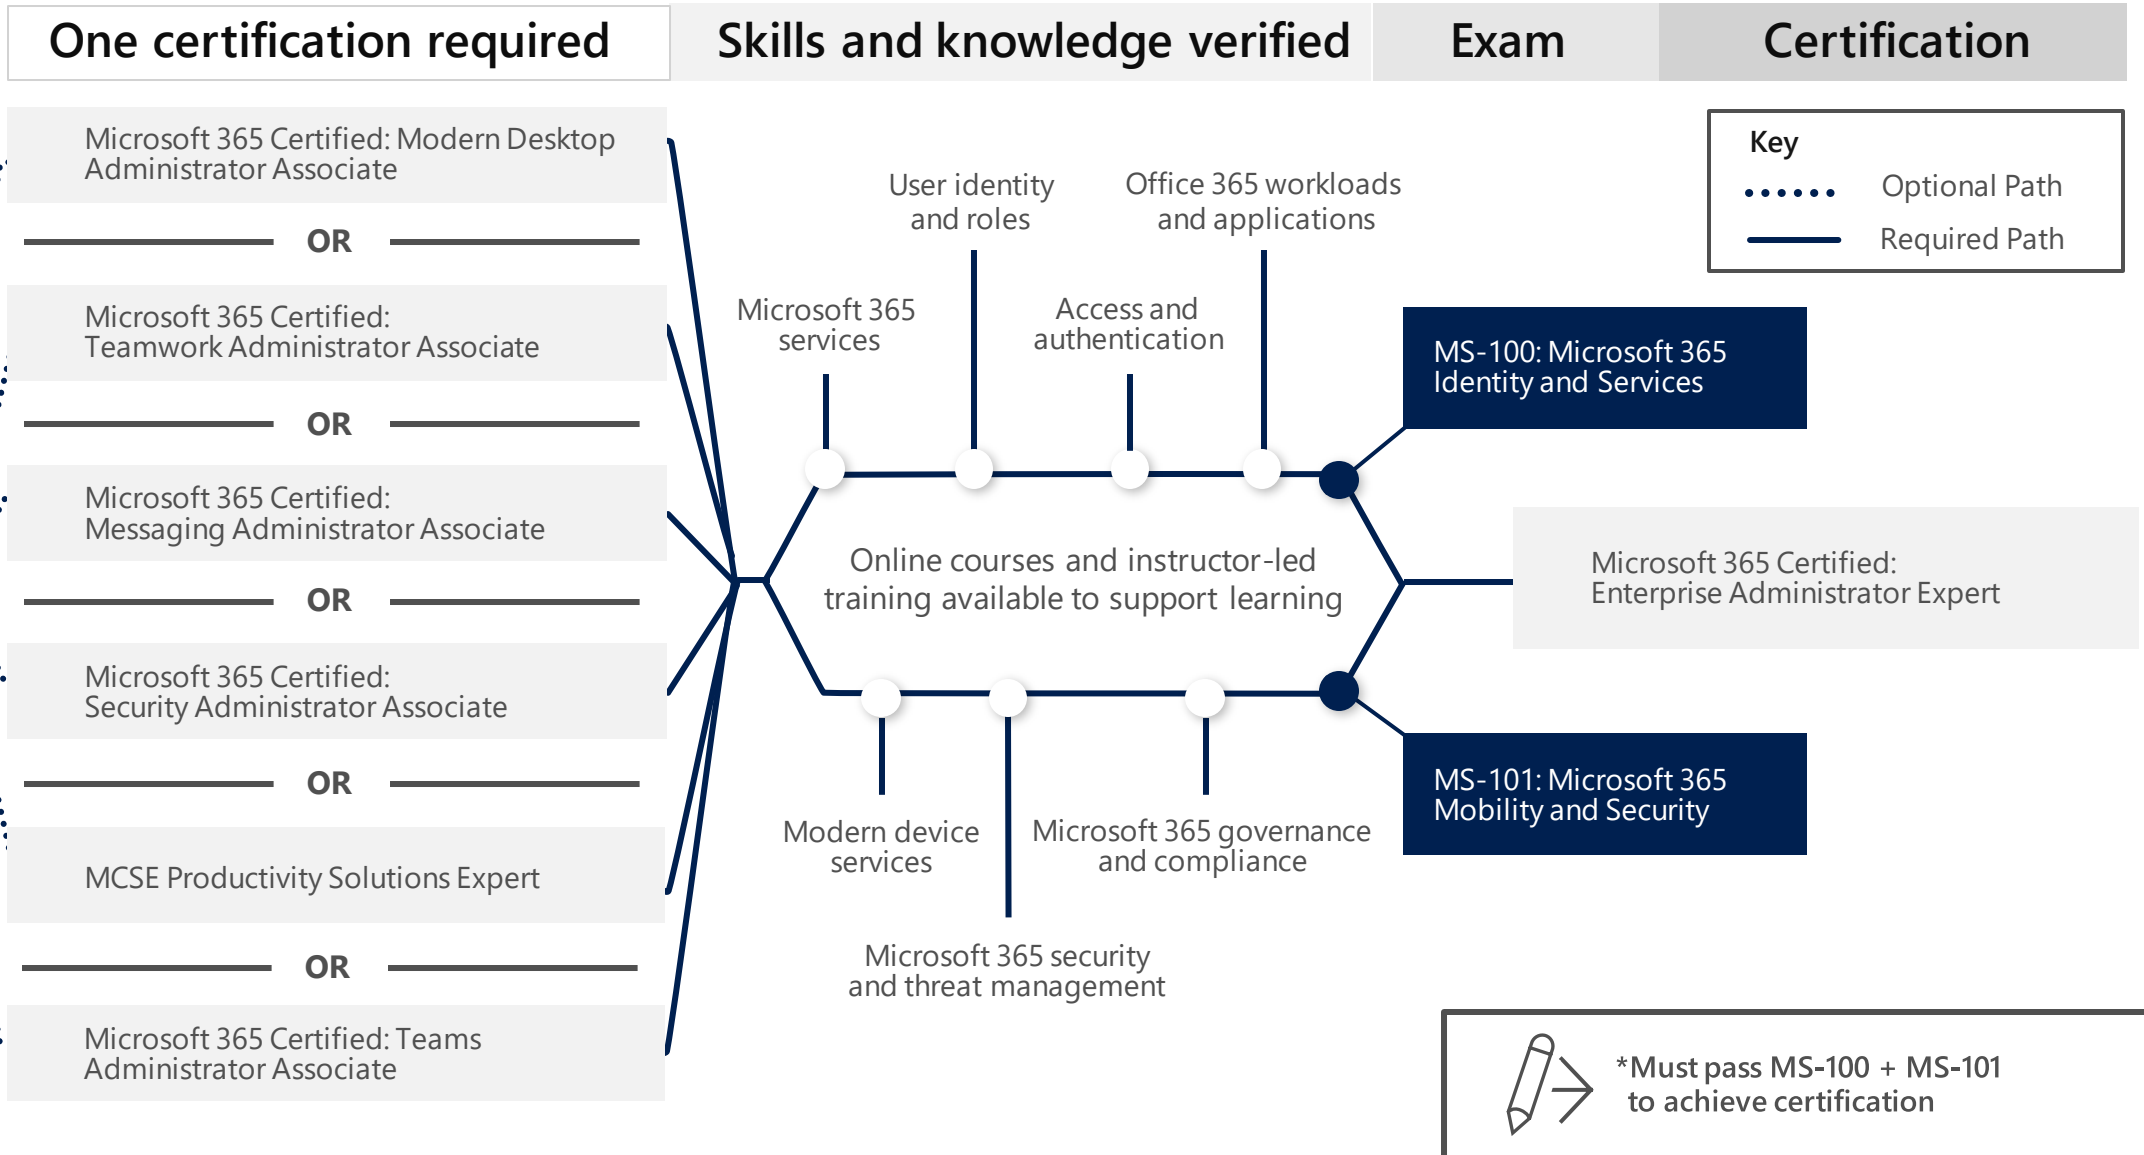 One certification required
Skills and knowledge verified
Exam
Certification
Microsoft 365 Certified: Modern Desktop
Administrator Associate
OR
Microsoft 365 Certified:
Teamwork Administrator Associate
OR
Microsoft 365 Certified:
Messaging Administrator Associate
OR
Microsoft 365 Certified:
Security Administrator Associate
OR
MCSE Productivity Solutions Expert
OR
Microsoft 365 Certified: Teams
Administrator Associate
Microsoft 365
services
User identity
and roles
Access and
authentication
Office 365 workloads
and applications
Online courses and instructor-led
training available to support learning
Modern device
services
Microsoft 365 security
and threat management
Microsoft 365 governance
and compliance
Key
Optional Path
Required Path
MS-100: Microsoft 365
Identity and Services
Microsoft 365 Certified:
Enterprise Administrator Expert
MS-101: Microsoft 365
Mobility and Security
*Must pass MS-100 + MS-101
to achieve certification